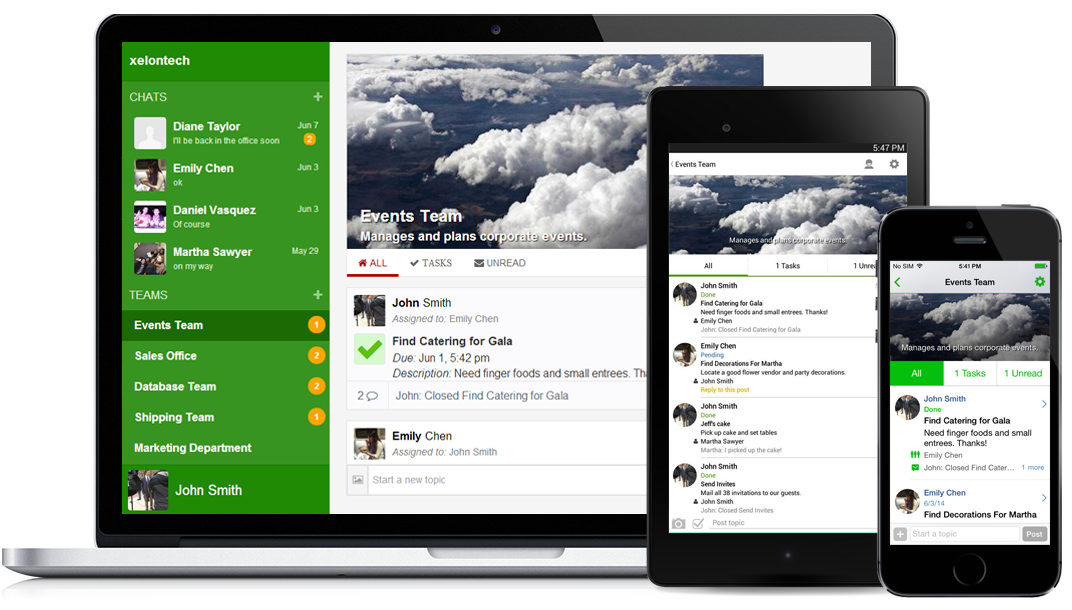 xelontech
CHATS +
Diane Taylor Jun 7
I'll be back in the office soon 2
Emily Chen Jun 3
ok
Daniel Vasquez Jun 3
Of course
Martha Sawyer May 29
on my way
TEAMS +
Events Team 1
Sales Office 2
Database Team 2
Shipping Team 1
Marketing Department
John Smith
Events Team
Manages and plans corporate events.
ALL TASKS UNREAD
John Smith
Assigned to: Emily Chen
Find Catering for Gala
Due: Jun 1, 5:42 pm
Description: Need finger foods and small entrees. Th
2 John: Closed Find Catering for Gala
Emily Chen
Assigned to: John Smith
Start a new topic
5:47 PM
Events Team
Manages and plans corporate events.
All 1 Tasks 1 Unrea
John Smith
Done
Find Catering for Gala
Need finger foods and small entrees. Thanks!
Emily Chen
John: Closed Find Catering for Gala
Emily Chen
Pending
Find Decorations For Martha
Locate a good flower vendor and party decorations.
John Smith
Reply to this post
John Smith
Done
Jeff's cake
Pick up cake and set tables
Martha Sawyer
Martha: I picked up the cake!
John Smith
Done
Send Invites
Mail all 38 invitations to our guests.
John Smith
John: Closed Send Invites
Post topic
No SIM 5:41 PM
Events Team
Manages and plans corporate events.
All 1 Tasks 1 Unread
John Smith
Done
Find Catering for Gala
Need finger foods and small
entrees. Thanks!
Emily Chen
John: Closed Find Cater... 1 more
Emily Chen
6/3/14
Find Decorations For Martha
+ Start a topic Post